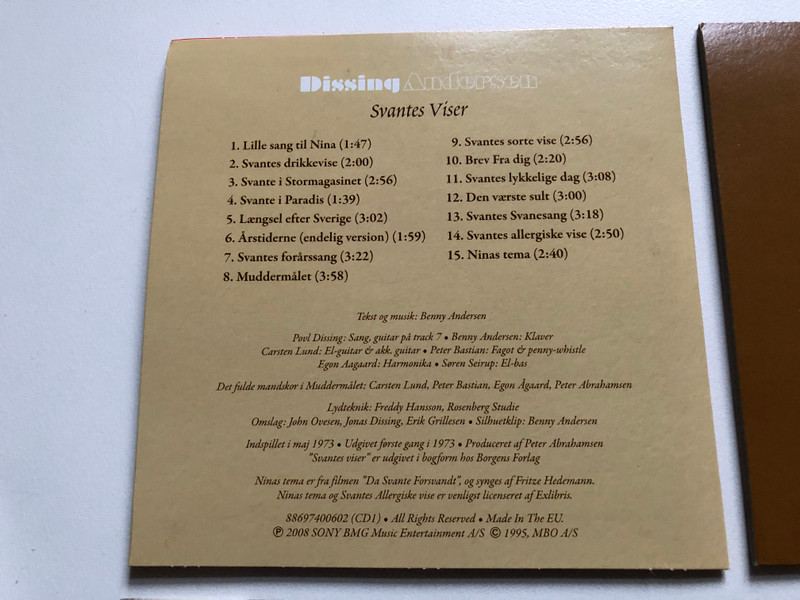 Dissing Andersen
Svantes Viser
1. Lille sang til Nina (1:47)
2. Svantes drikkevise (2:00)
3. Svante i Stormagasinet (2:56)
4. Svante i Paradis (1:39)
5. Længsel efter Sverige (3:02)
6. Årstiderne (endelig version) (1:59)
7. Svantes forårssang (3:22)
8. Muddermålet (3:58)
9. Svantes sorte vise (2:56)
10. Brev Fra dig (2:20)
11. Svantes lykkelige dag (3:08)
12. Den værste sult (3:00)
13. Svantes Svanesang (3:18)
14. Svantes allergiske vise (2:50)
15. Ninas tema (2:40)
Tekst og musik: Benny Andersen
Povl Dissing: Sang, guitar på track 7 • Benny Andersen: Klaver
Carsten Lund: El-guitar & akk. guitar • Peter Bastian: Fagot & penny-whistle
Egon Aagaard: Harmonika • Søren Seirup: El-bas
Det fulde mandskor i Muddermålet: Carsten Lund, Peter Bastian, Egon Ågaard, Peter Abrahamsen
Lydteknik: Freddy Hansson, Rosenberg Studie
Omslag: John Ovesen, Jonas Dissing, Erik Grillesen • Silhuetklip: Benny Andersen
Indspillet i maj 1973 • Udgivet første gang i 1973 • Produceret af Peter Abrahamsen
"Svantes viser" er udgivet i bogform hos Borgens Forlag
Ninas tema er fra filmen "Da Svante Forsvandt", og synges af Fritze Hedemann.
Ninas tema og Svantes Allergiske vise er venligst licenseret af Exlibris.
88697400602 (CD1) • All Rights Reserved • Made In The EU.
℗ 2008 SONY BMG Music Entertainment A/S © 1995, MBO A/S